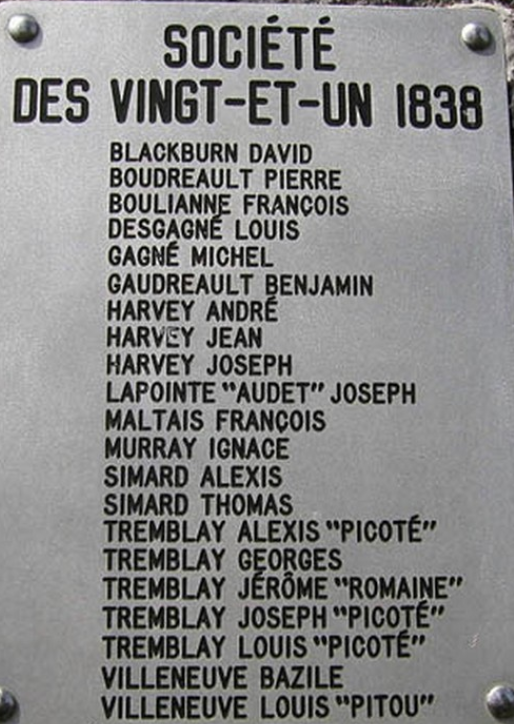 SOCIÉTÉ
DES VINGT-ET-UN 1838
BLACKBURN DAVID
BOUDREAULT PIERRE
BOULIANNE FRANÇOIS
DESGAGNÉ LOUIS
GAGNÉ MICHEL
GAUDREAULT BENJAMIN
HARVEY ANDRÉ
HARVEY JEAN
HARVEY JOSEPH
LAPOINTE "AUDET" JOSEPH
MALTAIS FRANÇOIS
MURRAY IGNACE
SIMARD ALEXIS
SIMARD THOMAS
TREMBLAY ALEXIS "PICOTÉ"
TREMBLAY GEORGES
TREMBLAY JÉRÔME "ROMAINE"
TREMBLAY JOSEPH "PICOTÉ"
TREMBLAY LOUIS "PICOTÉ"
VILLENEUVE BAZILE
VILLENEUVE LOUIS "PITOU"